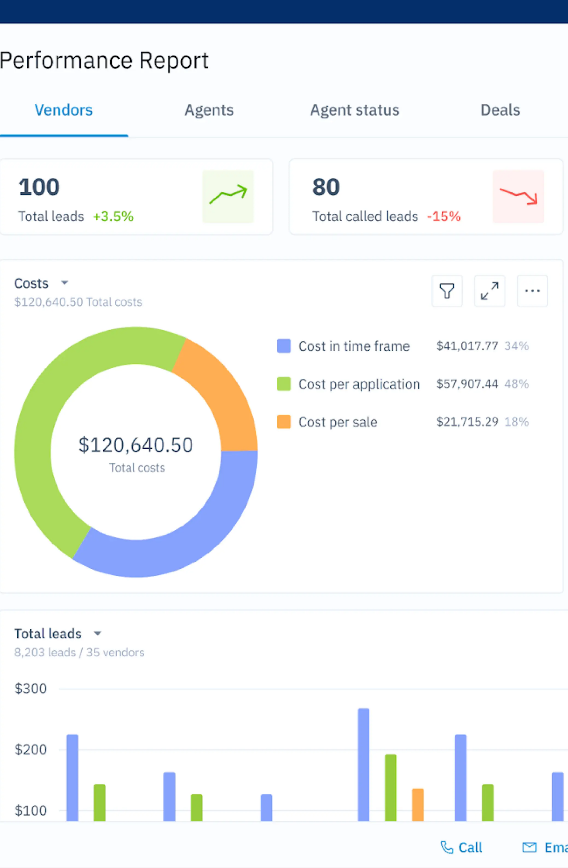 Performance Report
Vendors Agents Agent status Deals
100
Total leads +3.5%
80
Total called leads -15%
Costs
$120,640.50 Total costs
Cost in time frame $41,017.77 34%
Cost per application $57,907.44 48%
Cost per sale $21,715.29 18%
$120,640.50
Total costs
Total leads
8,203 leads / 35 vendors
$300
$200
$100
Call Ema